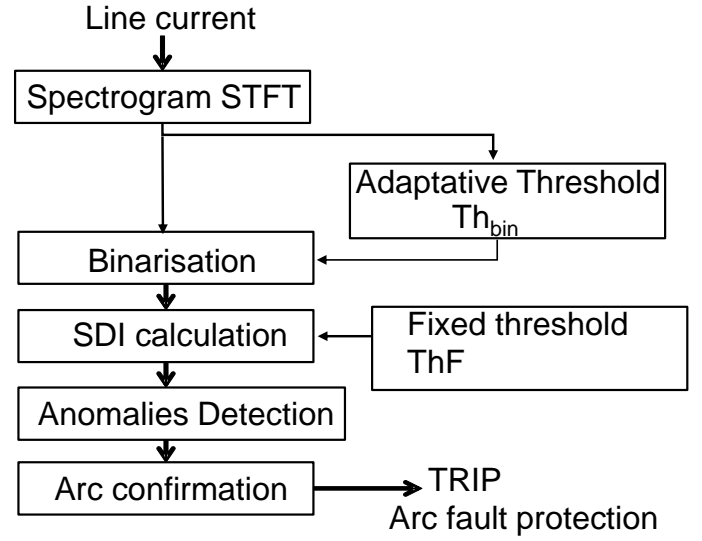 Line current
Spectrogram STFT
Adaptative Threshold
Th_bin
Binarisation
SDI calculation
Fixed threshold
ThF
Anomalies Detection
Arc confirmation
TRIP
Arc fault protection